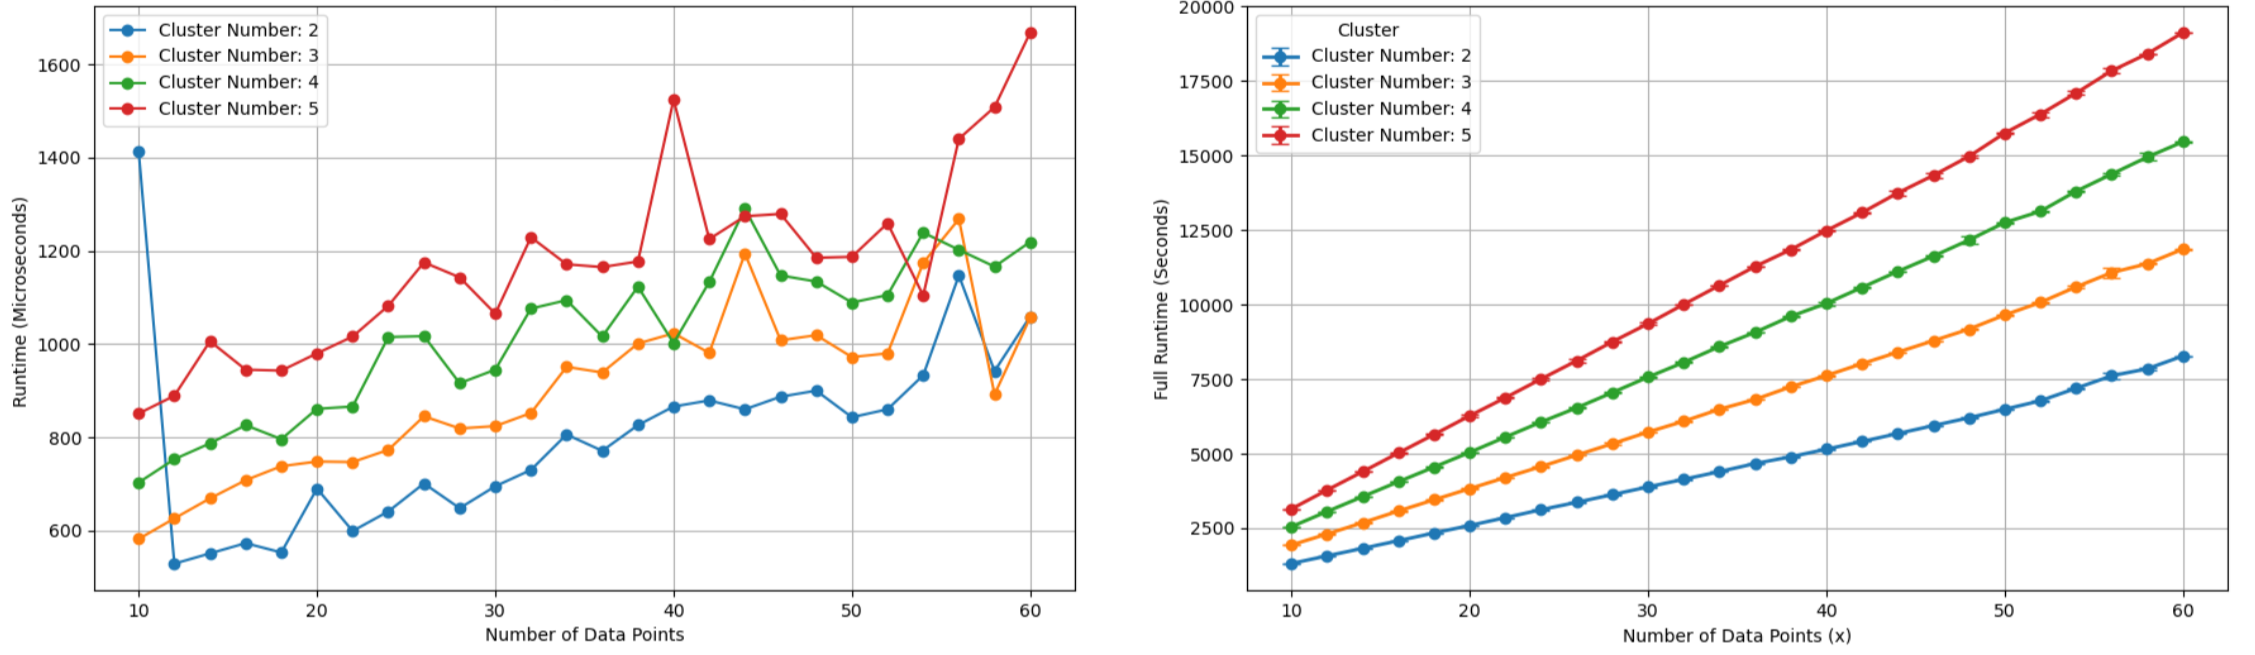 Cluster Number: 2
Cluster Number: 3
Cluster Number: 4
Cluster Number: 5
1600
1400
1200
1000
800
600
Runtime (Microseconds)
10 20 30 40 50 60
Number of Data Points
Cluster
Cluster Number: 2
Cluster Number: 3
Cluster Number: 4
Cluster Number: 5
20000
17500
15000
12500
10000
7500
5000
2500
Full Runtime (Seconds)
10 20 30 40 50 60
Number of Data Points (x)